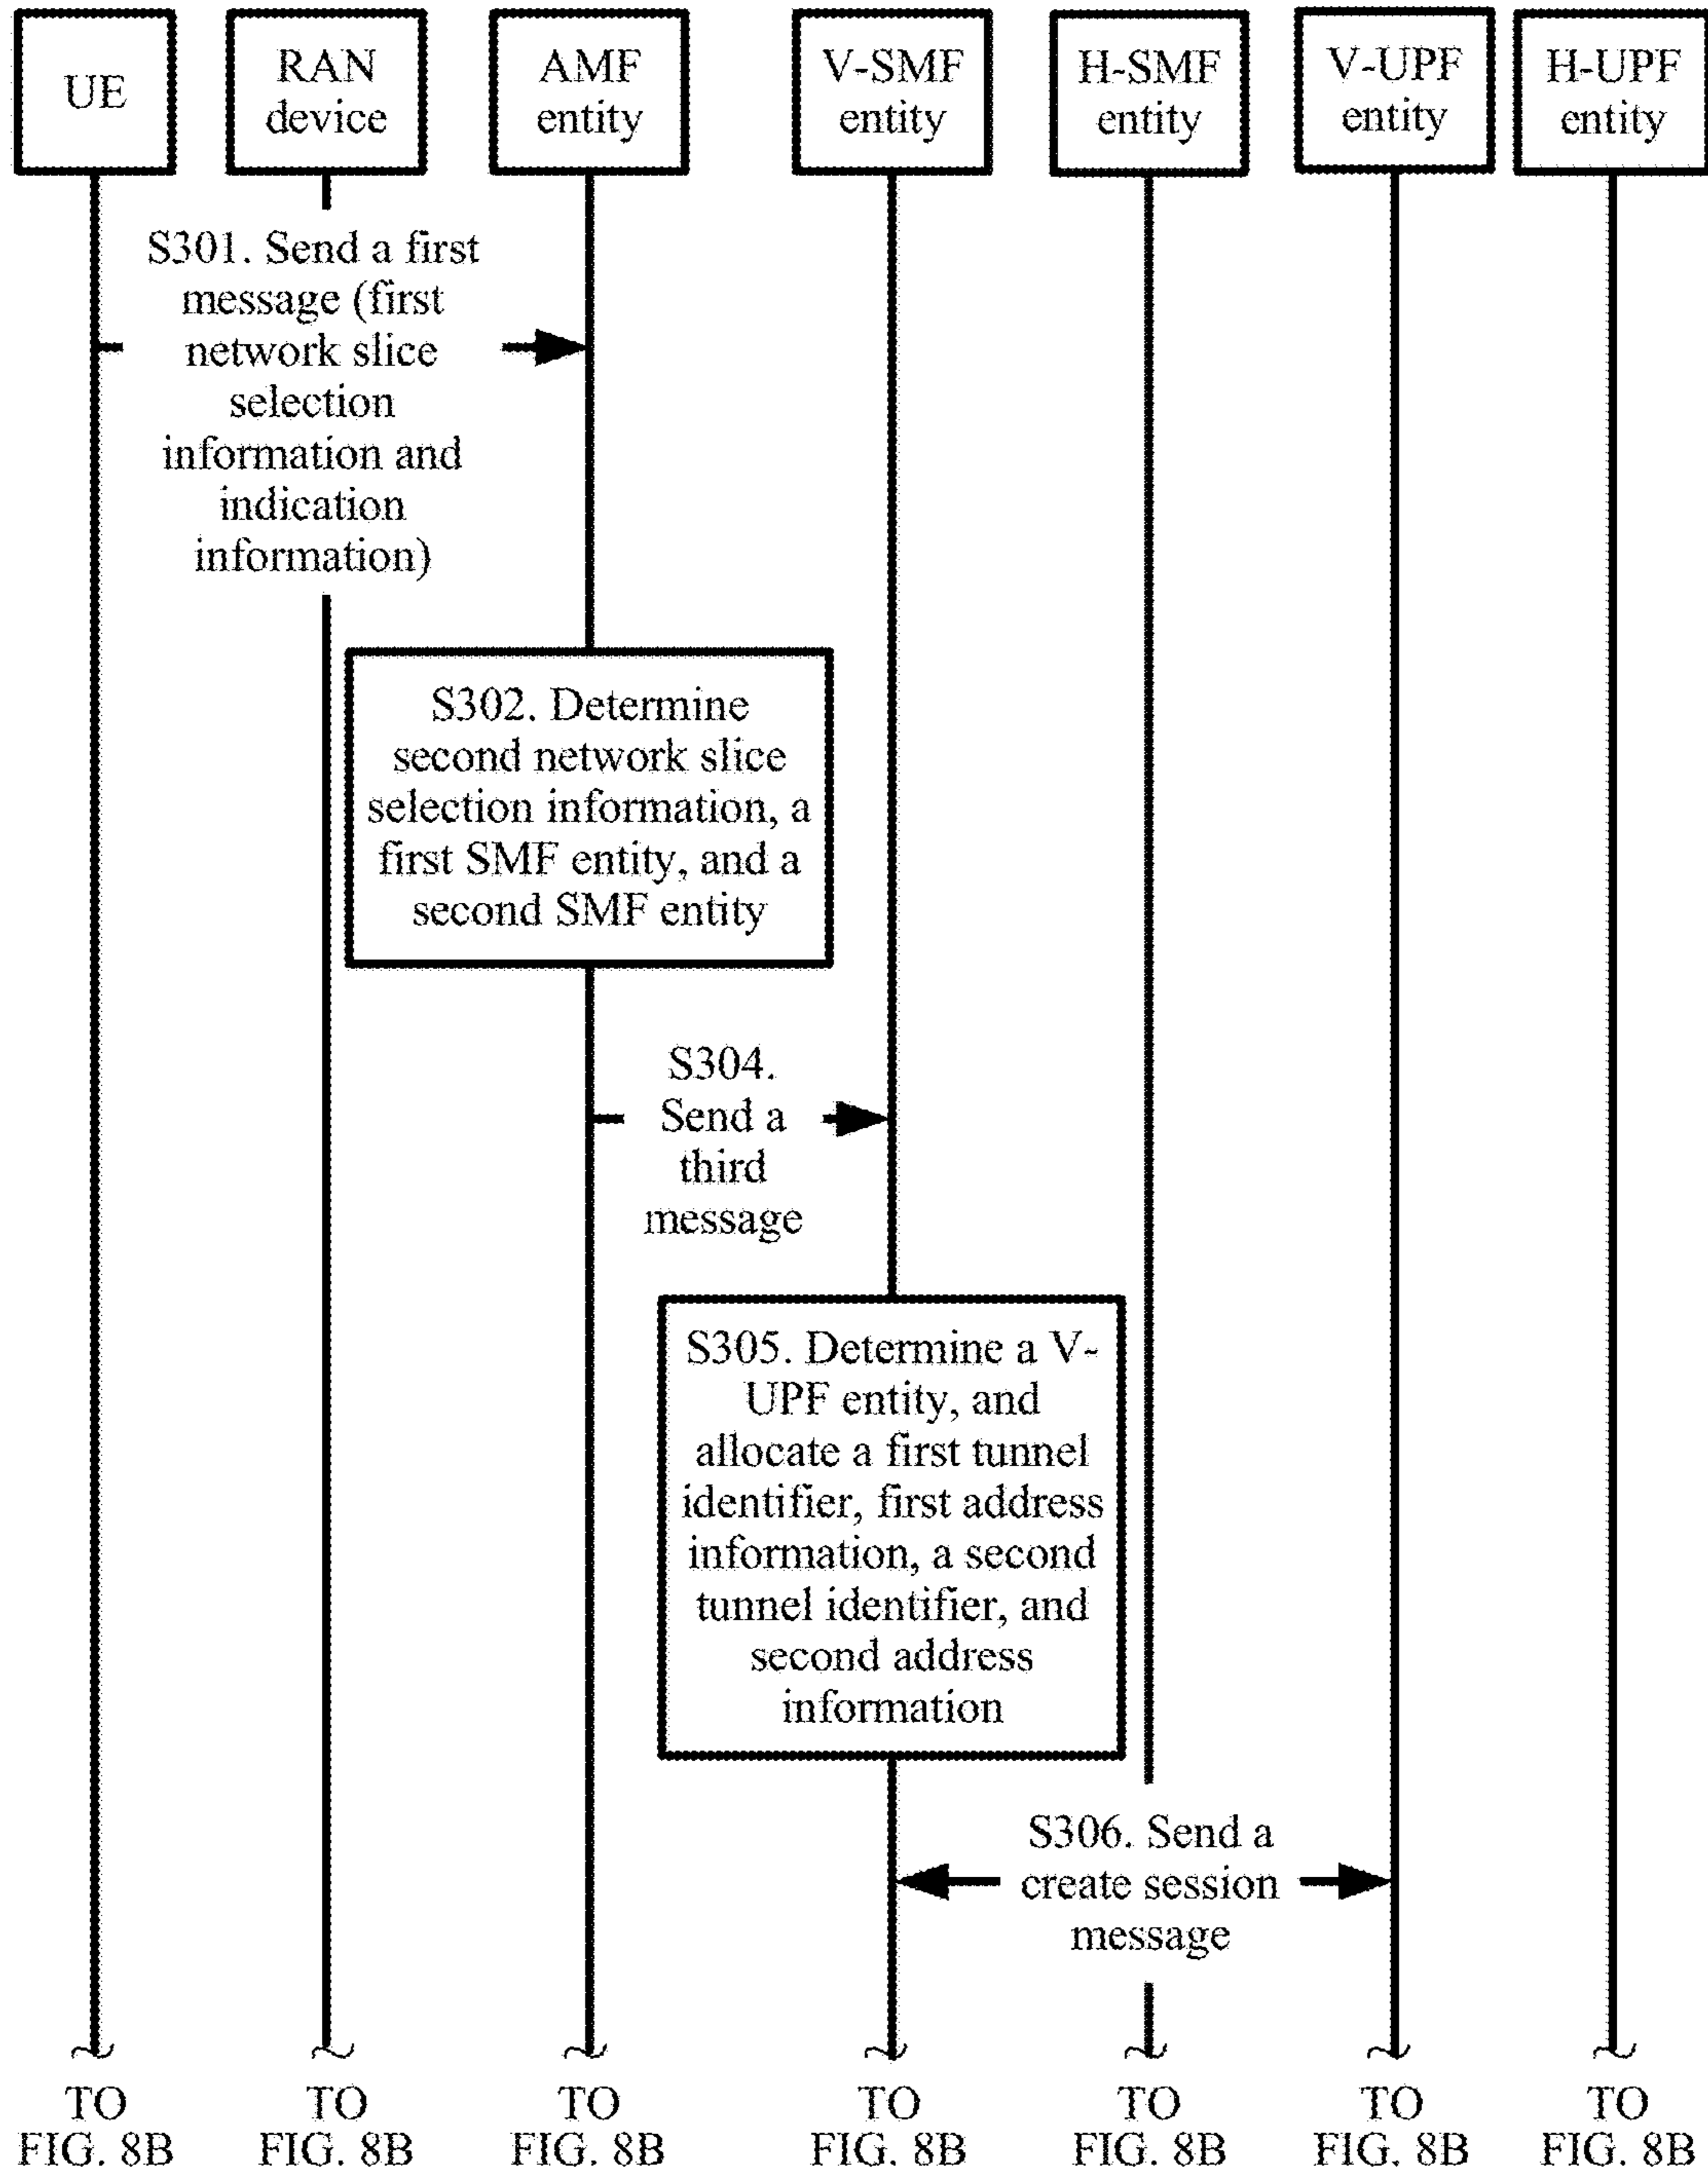 UE
RAN
device
AMF
entity
V-SMF
entity
H-SMF
entity
V-UPF
entity
H-UPF
entity
S301. Send a first
message (first
network slice
selection
information and
indication
information)
S302. Determine
second network slice
selection information, a
first SMF entity, and a
second SMF entity
S304.
Send a
third
message
S305. Determine a V-
UPF entity, and
allocate a first tunnel
identifier, first address
information, a second
tunnel identifier, and
second address
information
S306. Send a
create session
message
TO
FIG. 8B
TO
FIG. 8B
TO
FIG. 8B
TO
FIG. 8B
TO
FIG. 8B
TO
FIG. 8B
TO
FIG. 8B